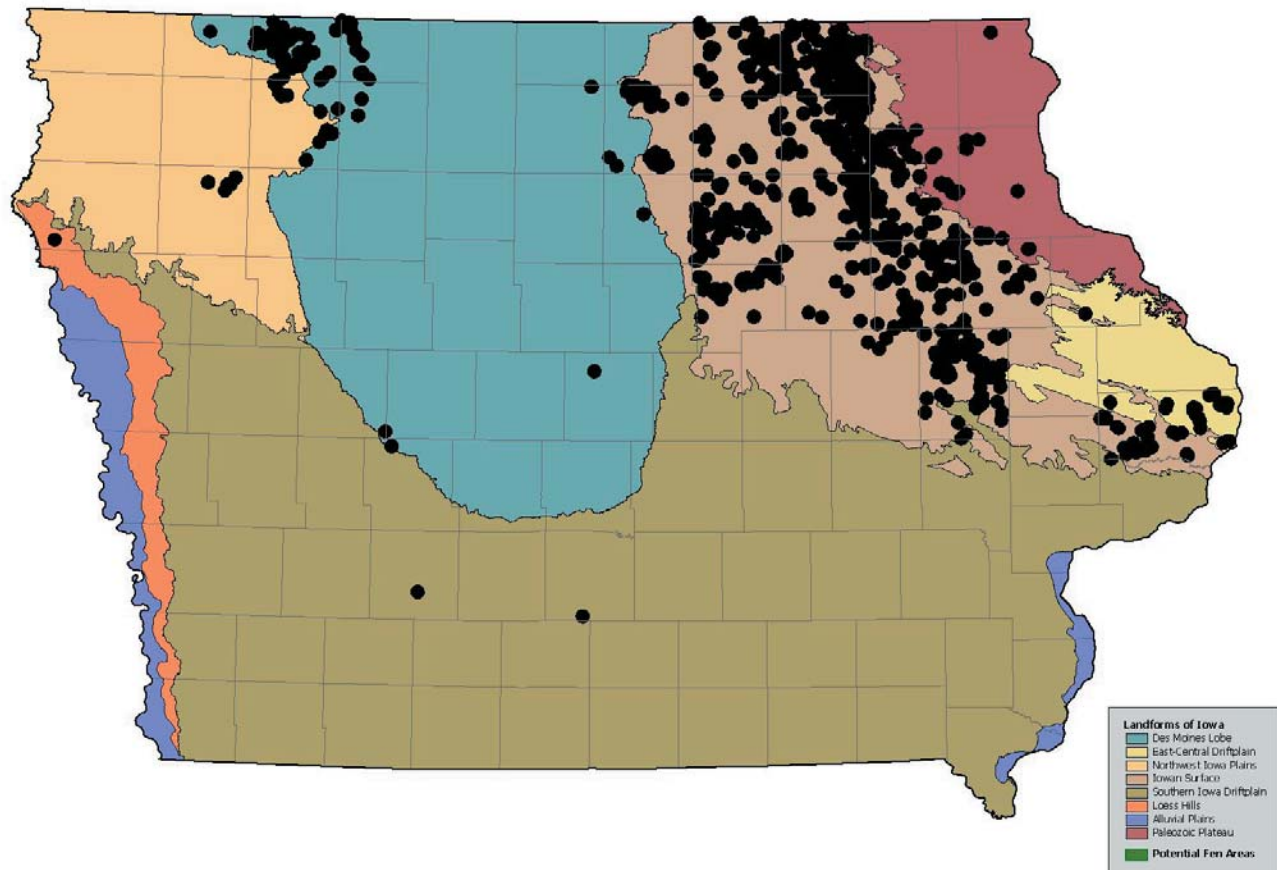 Landforms of Iowa
Des Moines Lobe
East-Central Driftplain
Northwest Iowa Plains
Iowan Surface
Southern Iowa Driftplain
Loess Hills
Alluvial Plains
Paleozoic Plateau
Potential Fen Areas